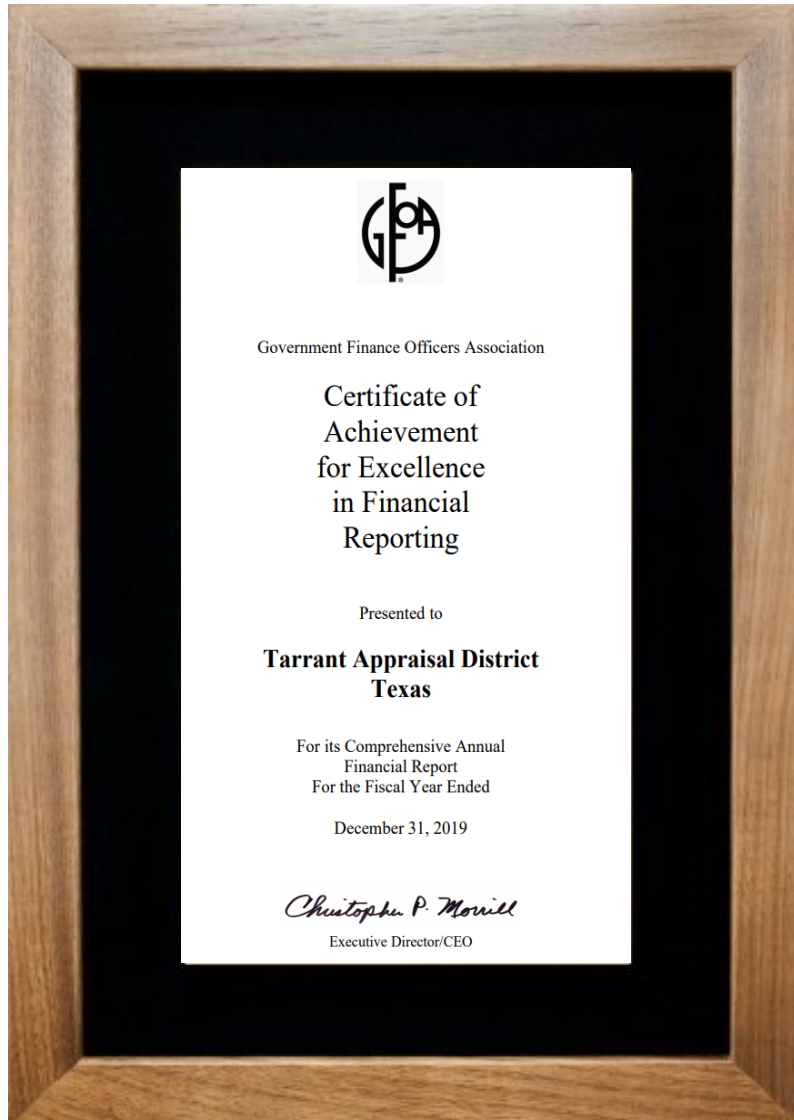 GFOA
®
Government Finance Officers Association
Certificate of
Achievement
for Excellence
in Financial
Reporting
Presented to
Tarrant Appraisal District
Texas
For its Comprehensive Annual
Financial Report
For the Fiscal Year Ended
December 31, 2019
Christopher P. Morrill
Executive Director/CEO